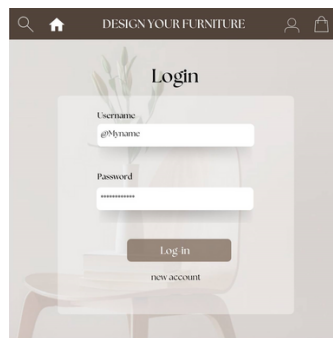 DESIGN YOUR FURNITURE
Login
Username
@Myname
Password
************
Log-in
new account